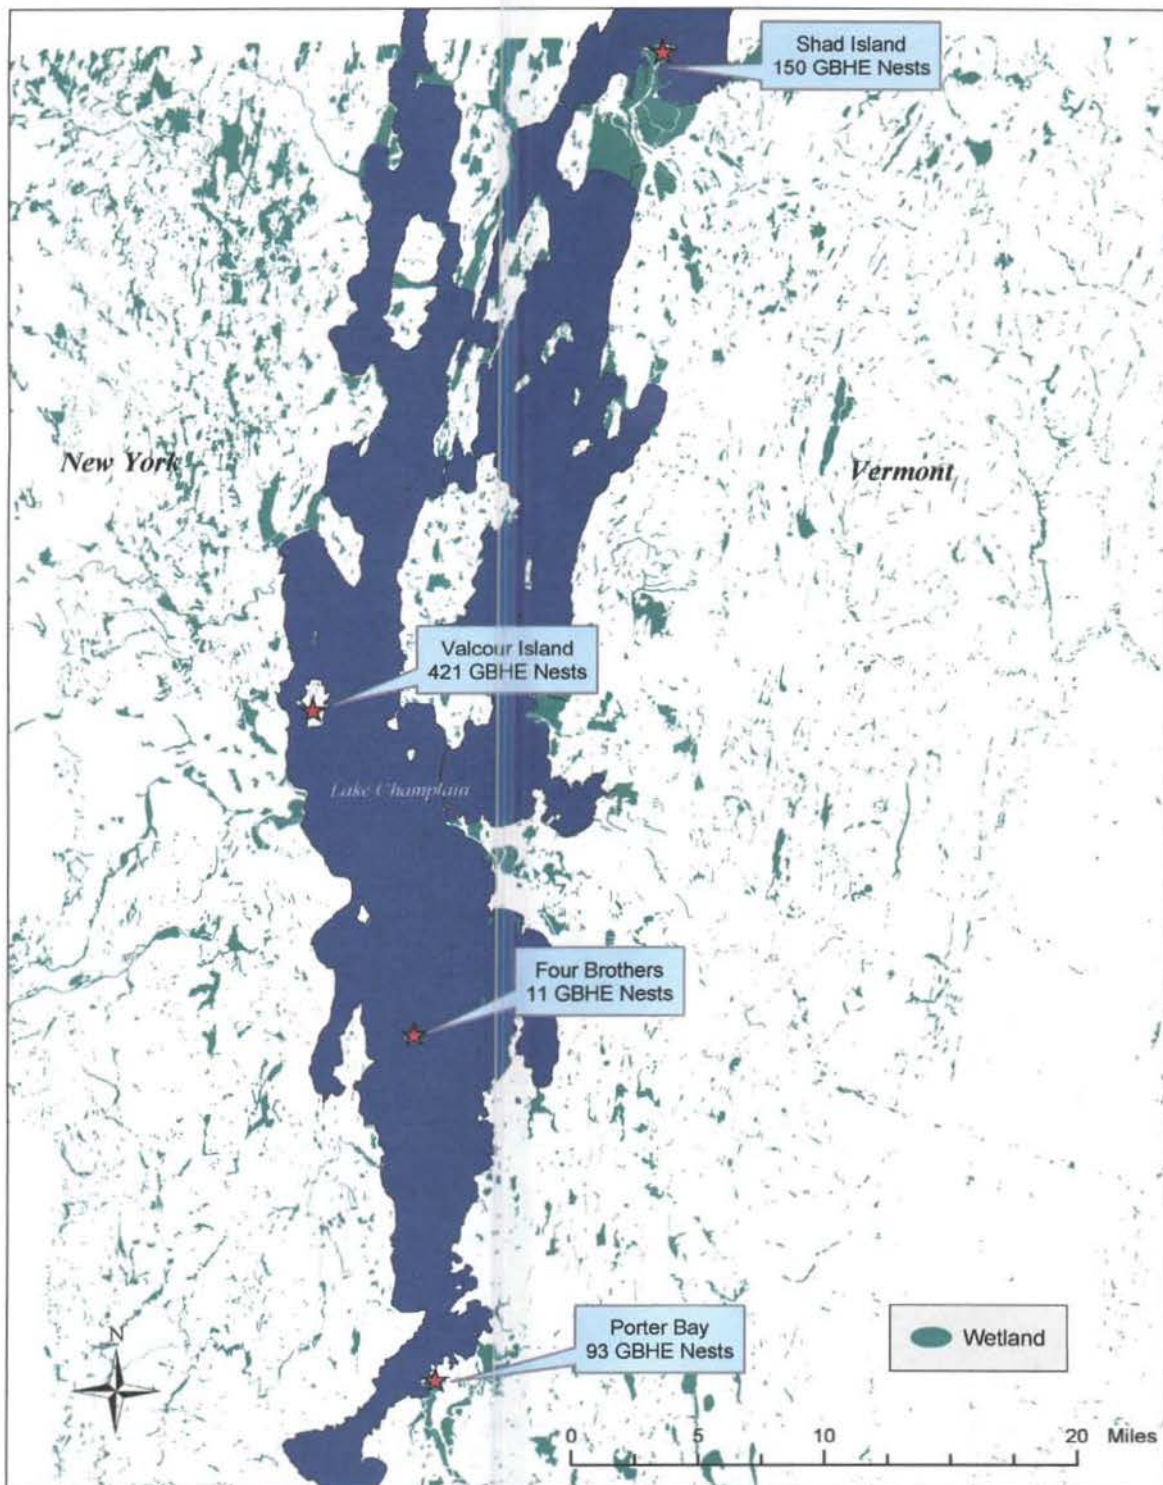 Shad Island
150 GBHE Nests
New York
Vermont
Valcour Island
421 GBHE Nests
Lake Champlain
Four Brothers
11 GBHE Nests
Porter Bay
93 GBHE Nests
Wetland
N
0 5 10 20 Miles